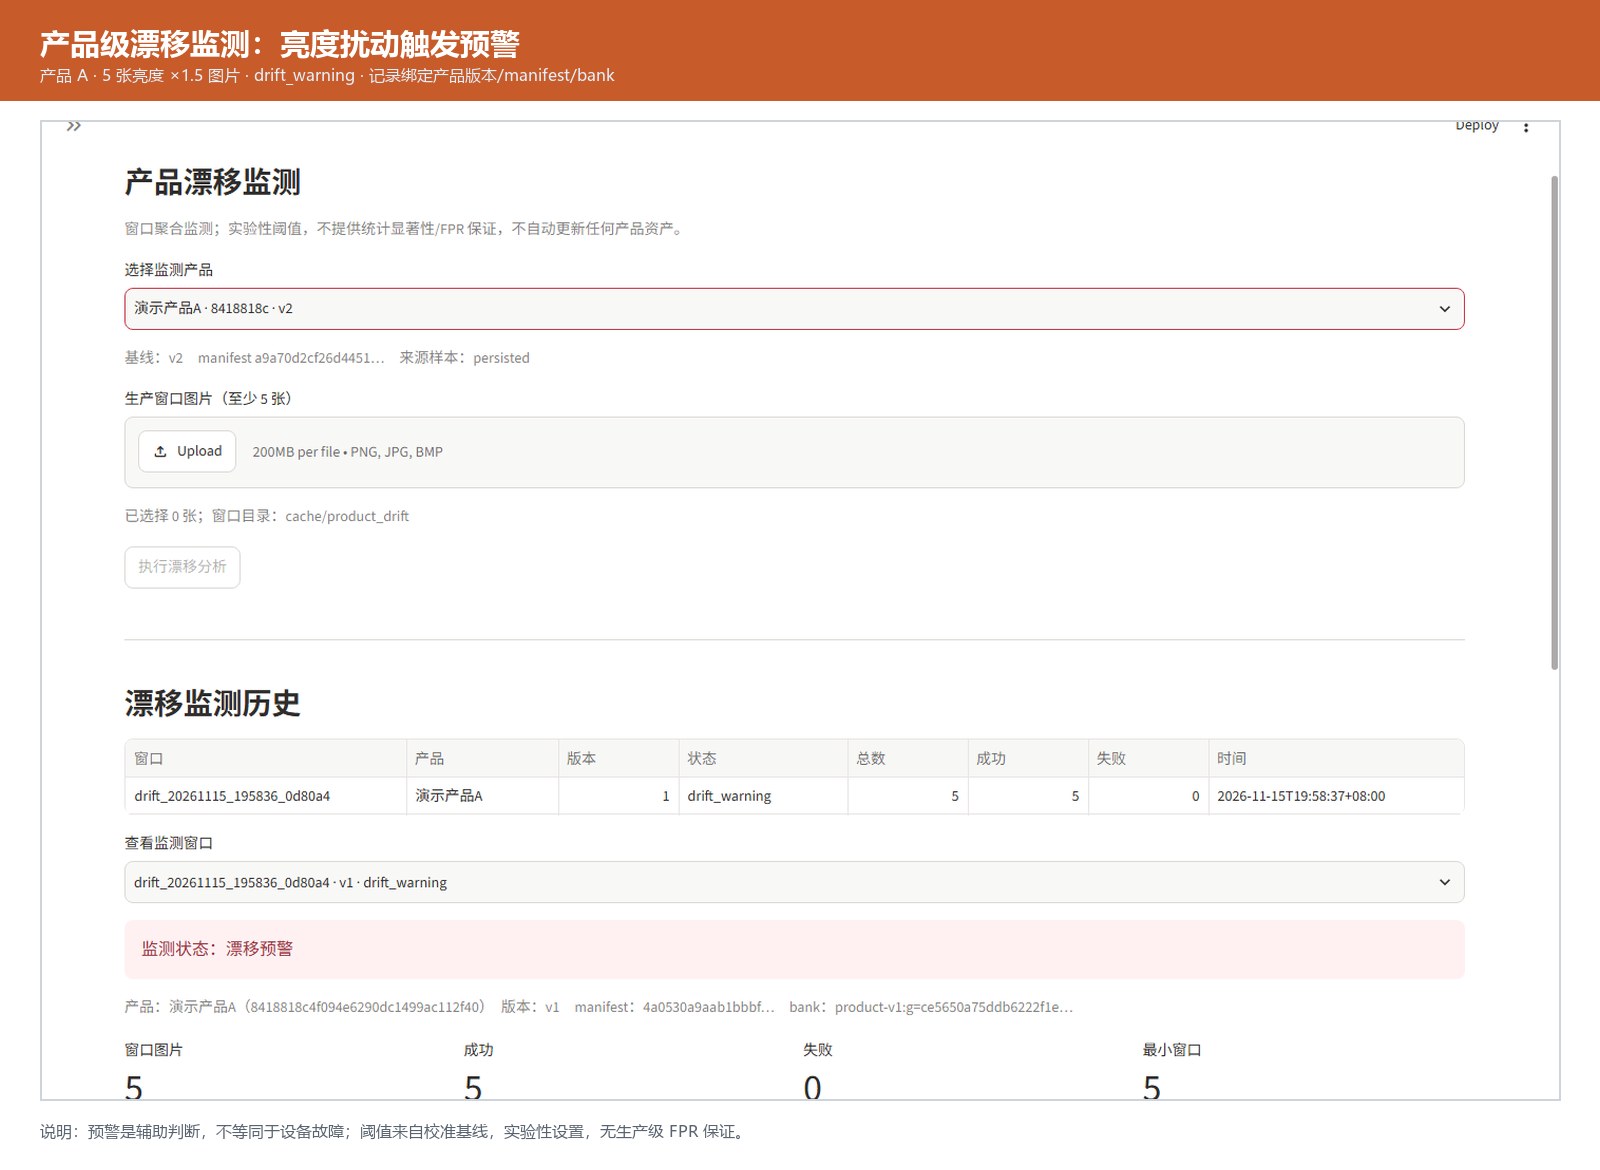 产品级漂移监测：亮度扰动触发预警
产品 A · 5 张亮度 ×1.5 图片 · drift_warning · 记录绑定产品版本/manifest/bank
Deploy
产品漂移监测
窗口聚合监测；实验性阈值，不提供统计显著性/FPR 保证，不自动更新任何产品资产。
选择监测产品
演示产品A · 8418818c · v2
基线：v2 manifest a9a70d2cf26d4451… 来源样本：persisted
生产窗口图片（至少 5 张）
Upload 200MB per file • PNG, JPG, BMP
已选择 0 张；窗口目录：cache/product_drift
执行漂移分析
漂移监测历史
窗口 产品 版本 状态 总数 成功 失败 时间
drift_20261115_195836_0d80a4 演示产品A 1 drift_warning 5 5 0 2026-11-15T19:58:37+08:00
查看监测窗口
drift_20261115_195836_0d80a4 · v1 · drift_warning
监测状态：漂移预警
产品：演示产品A（8418818c4f094e6290dc1499ac112f40） 版本：v1 manifest：4a0530a9aab1bbbf… bank：product-v1:g=ce5650a75ddb6222f1e…
窗口图片 成功 失败 最小窗口
5 5 0 5
说明：预警是辅助判断，不等同于设备故障；阈值来自校准基线，实验性设置，无生产级 FPR 保证。